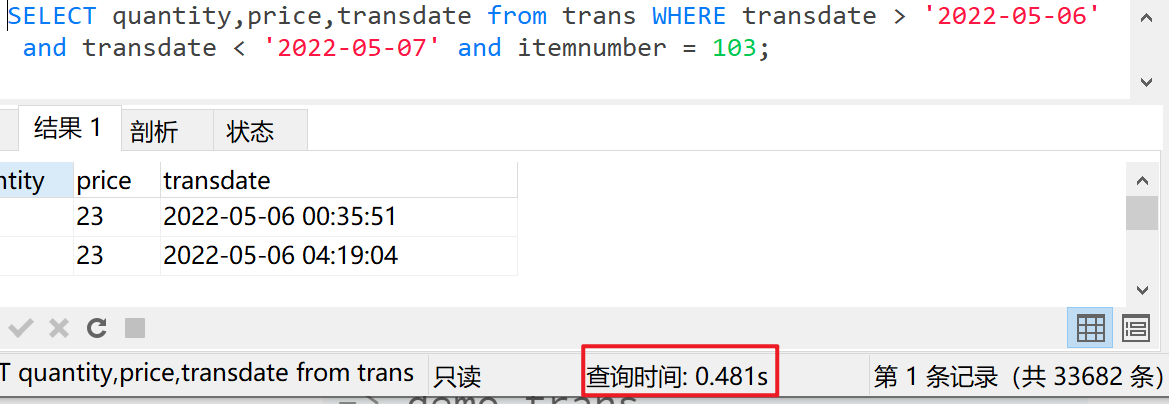 SELECT quantity,price,transdate from trans WHERE transdate > '2022-05-06'
and transdate < '2022-05-07' and itemnumber = 103;
结果 1 剖析 状态
ntity price transdate
23 2022-05-06 00:35:51
23 2022-05-06 04:19:04
T quantity,price,transdate from trans 只读 查询时间: 0.481s 第 1 条记录 (共 33682 条)